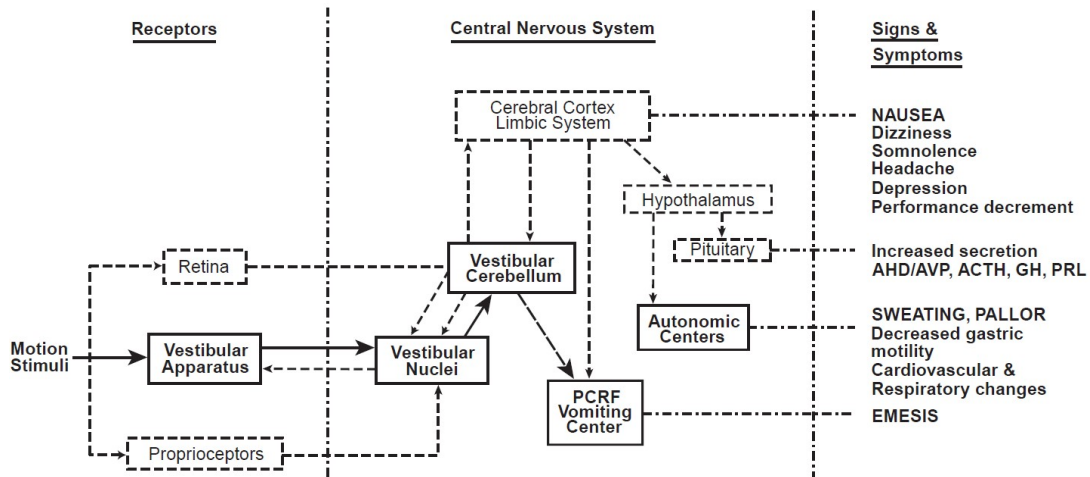 Receptors
Central Nervous System
Signs &
Symptoms
Cerebral Cortex
Limbic System
NAUSEA
Dizziness
Somnolence
Headache
Depression
Performance decrement
Hypothalamus
Pituitary
Increased secretion
AHD/AVP, ACTH, GH, PRL
Retina
Vestibular
Cerebellum
Autonomic
Centers
SWEATING, PALLOR
Decreased gastric
motility
Cardiovascular &
Respiratory changes
Motion
Stimuli
Vestibular
Apparatus
Vestibular
Nuclei
PCRF
Vomiting
Center
EMESIS
Proprioceptors